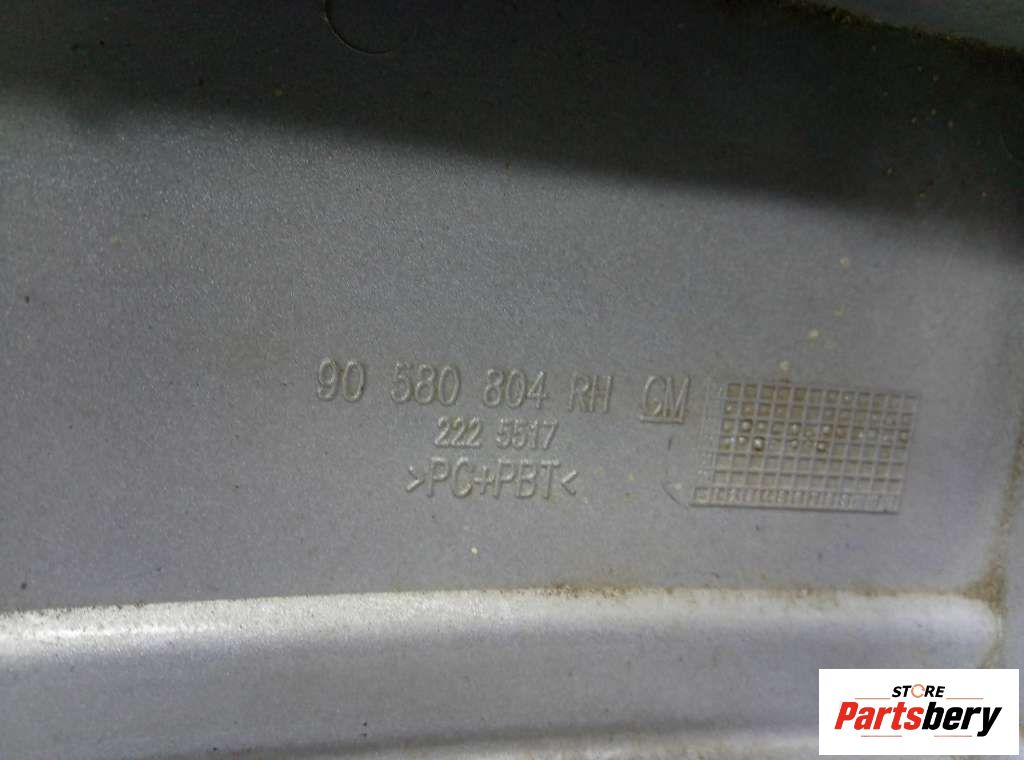 90 580 804 RH GM
222 5517
>PC+PBT<
STORE
Partsbery